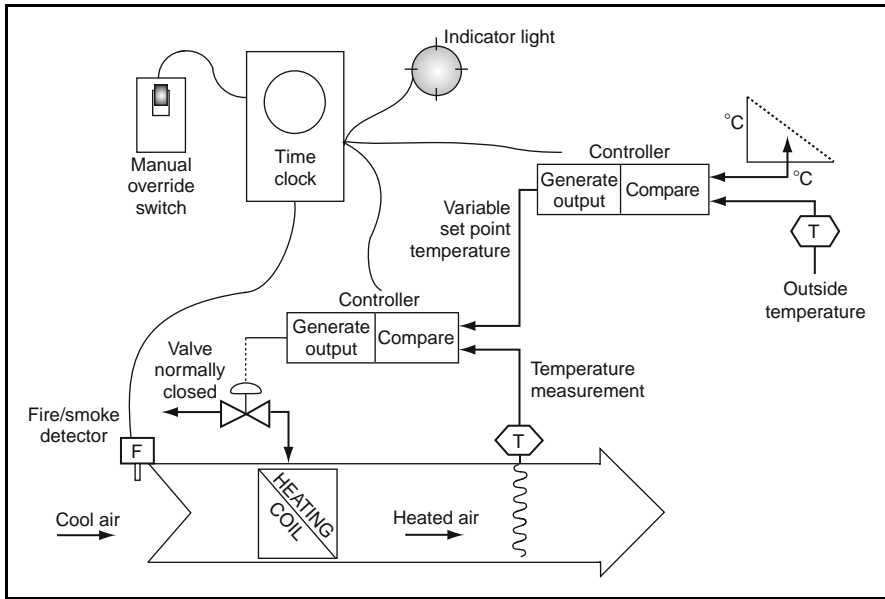 Indicator light
Manual
override
switch
Time
clock
Controller
Generate
output
Compare
°C
°C
T
Outside
temperature
Variable
set point
temperature
Controller
Generate
output
Compare
Valve
normally
closed
Temperature
measurement
Fire/smoke
detector
F
T
HEATING
COIL
Cool air
Heated air